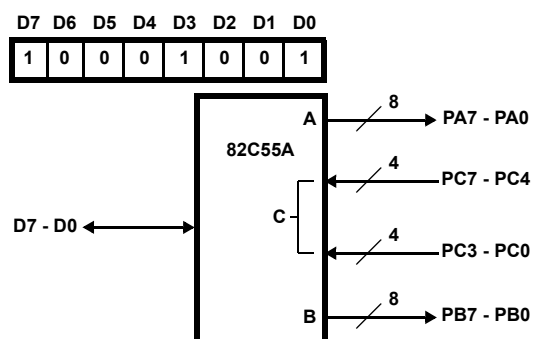 D7 D6 D5 D4 D3 D2 D1 D0
1 0 0 0 1 0 0 1
8
A PA7 - PA0
82C55A
4
PC7 - PC4
C
D7 - D0
4
PC3 - PC0
8
B PB7 - PB0